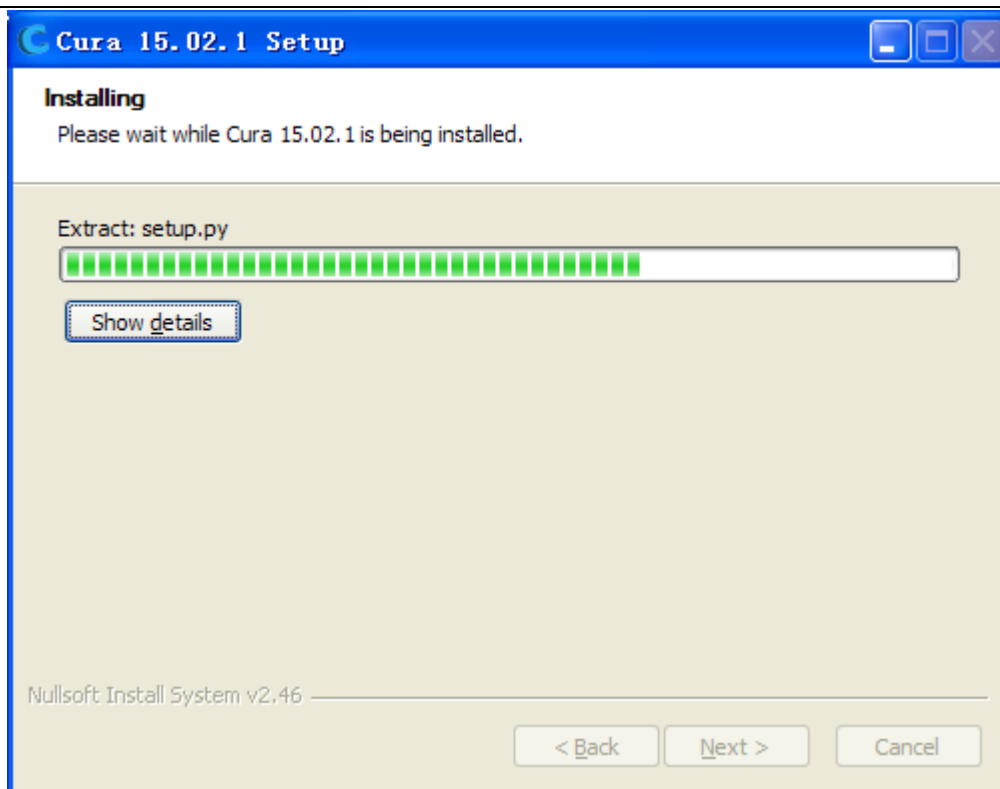 Cura 15.02.1 Setup
Installing
Please wait while Cura 15.02.1 is being installed.
Extract: setup.py
Show details
Nullsoft Install System v2.46
< Back Next > Cancel